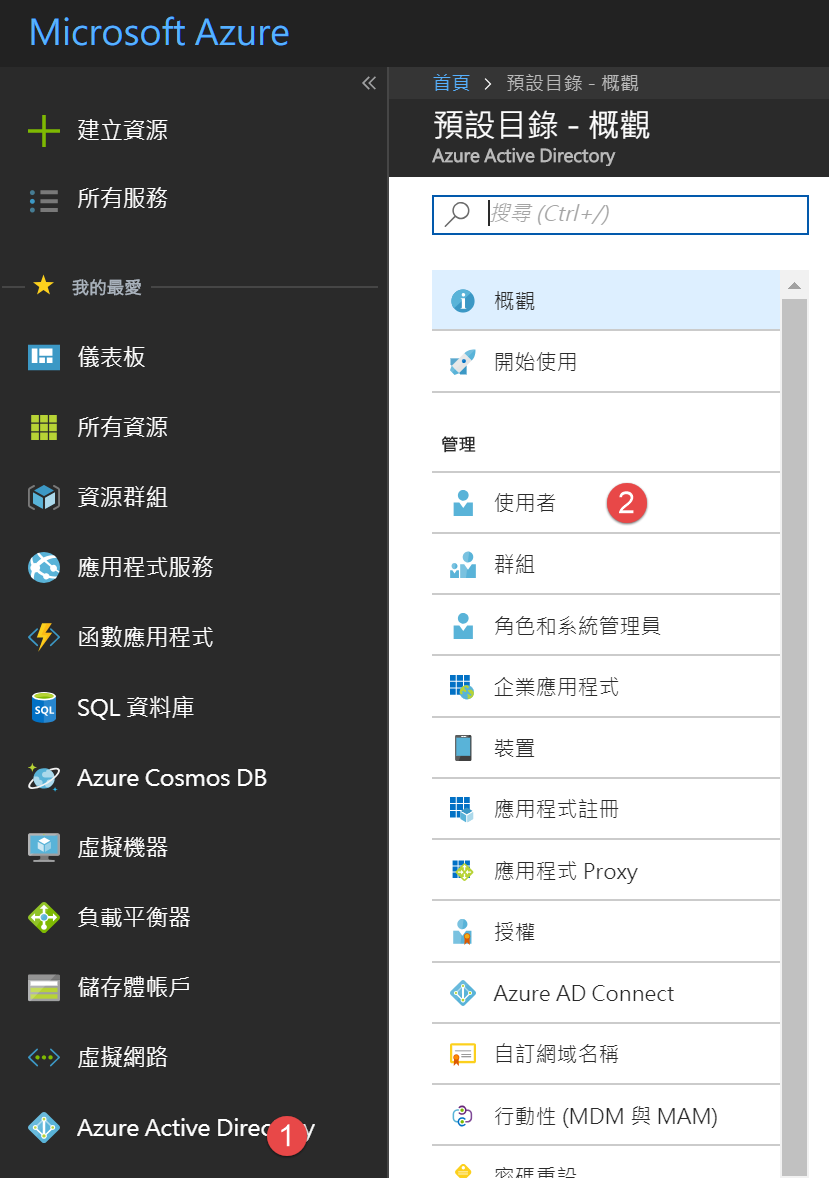 Microsoft Azure
«
建立資源
所有服務
我的最愛
儀表板
所有資源
資源群組
應用程式服務
函數應用程式
SQL
SQL 資料庫
Azure Cosmos DB
虛擬機器
負載平衡器
儲存體帳戶
虛擬網路
Azure Active Directory
1
首頁 > 預設目錄 - 概觀
預設目錄 - 概觀
Azure Active Directory
搜尋 (Ctrl+/)
概觀
開始使用
管理
使用者
2
群組
角色和系統管理員
企業應用程式
裝置
應用程式註冊
應用程式 Proxy
授權
Azure AD Connect
自訂網域名稱
行動性 (MDM 與 MAM)
密碼重設